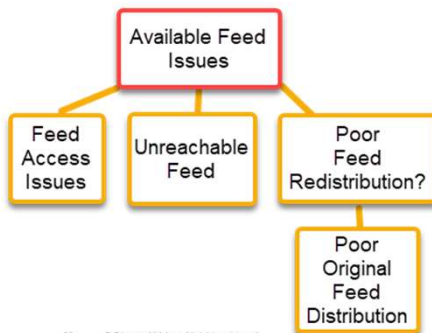 Available Feed
Issues
Feed
Access
Issues
Unreachable
Feed
Poor
Feed
Redistribution?
Poor
Original
Feed
Distribution